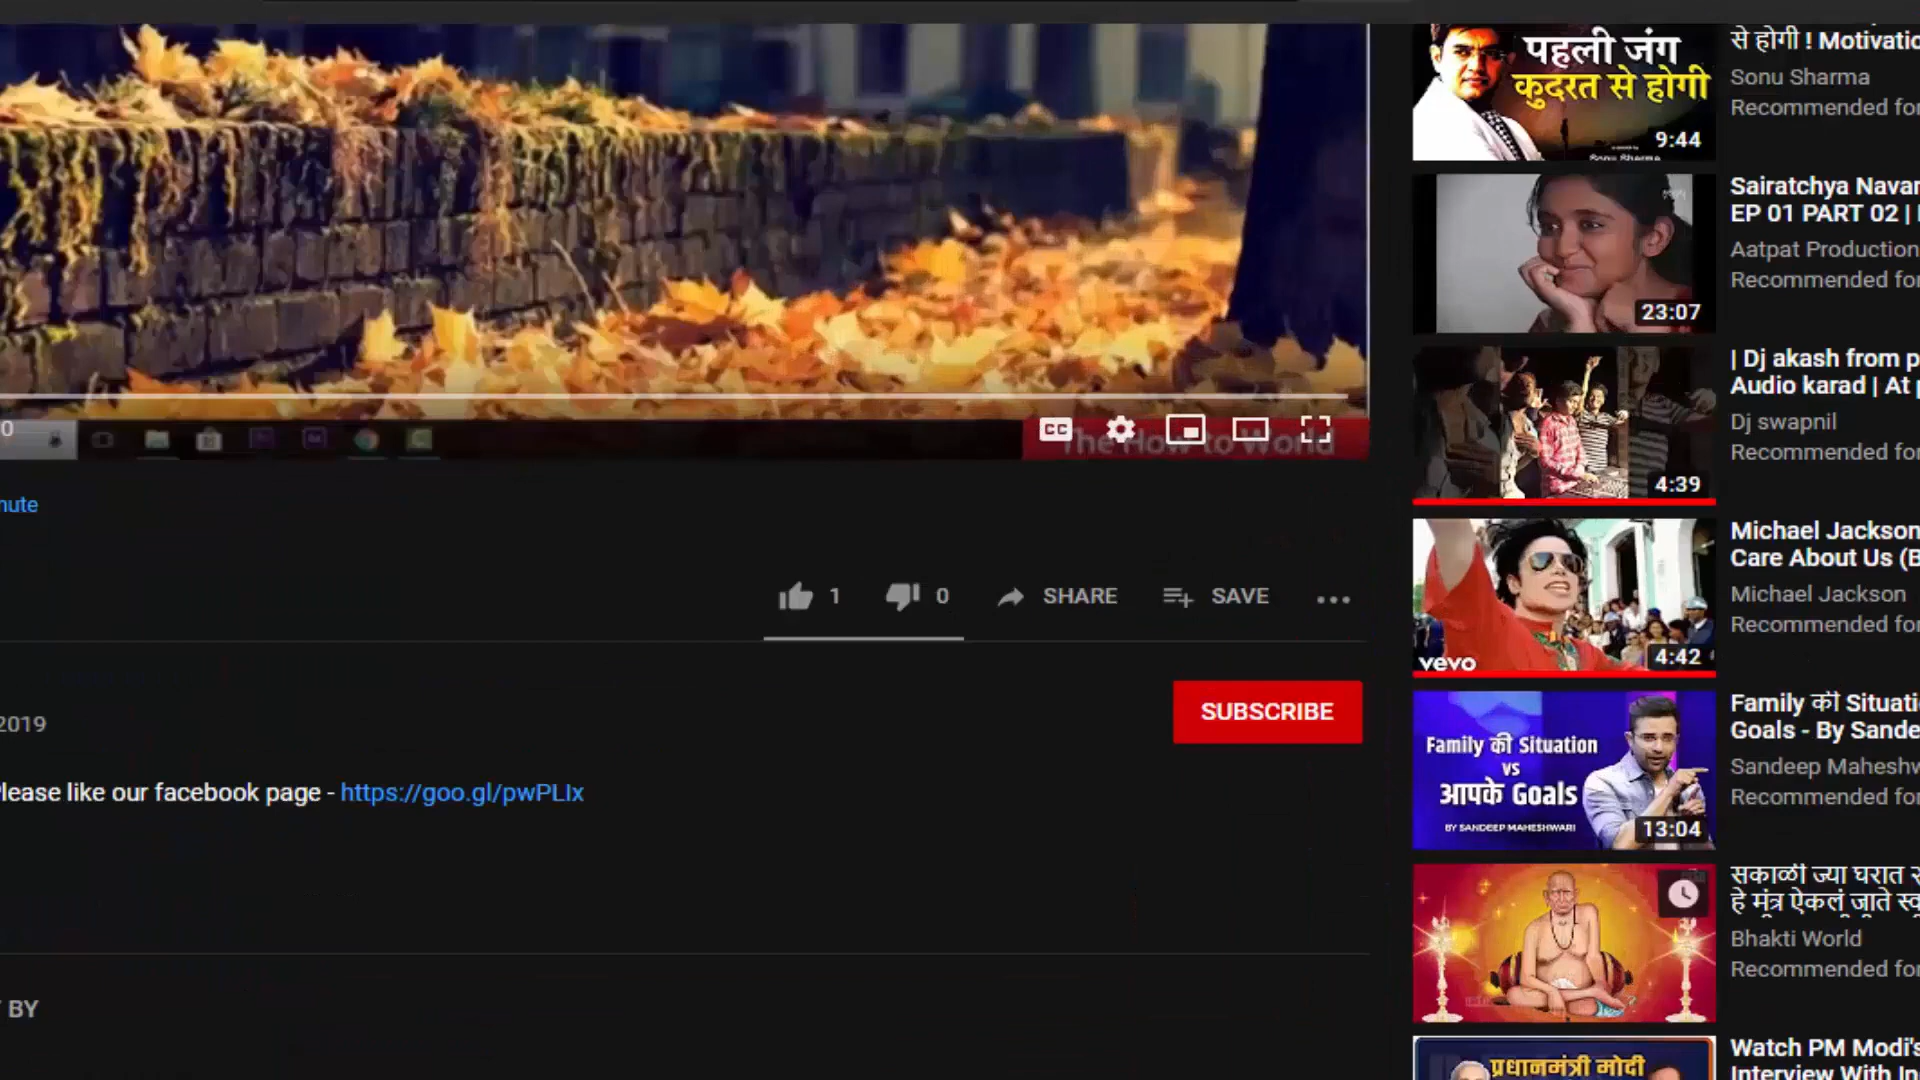 0
The How to World
nute
1
0
SHARE
SAVE
SUBSCRIBE
2019
lease like our facebook page - https://goo.gl/pwPLIx
BY
पहली जंग
कुदरत से होगी
9:44
Sonu Sharma
से होगी ! Motivatio
Sonu Sharma
Recommended for
23:07
Sairatchya Navar
EP 01 PART 02 |
Aatpat Production
Recommended for
4:39
| Dj akash from p
Audio karad | At
Dj swapnil
Recommended for
vevo
4:42
Michael Jackson
Care About Us (B
Michael Jackson
Recommended for
Family की Situation
vs
आपके Goals
BY SANDEEP MAHESHWARI
13:04
Family की Situati
Goals - By Sande
Sandeep Maheshw
Recommended for
सकाळी ज्या घरात
हे मंत्र ऐकलं जाते
Bhakti World
Recommended for
प्रधानमंत्री मोदी
Watch PM Modi's
Interview With In